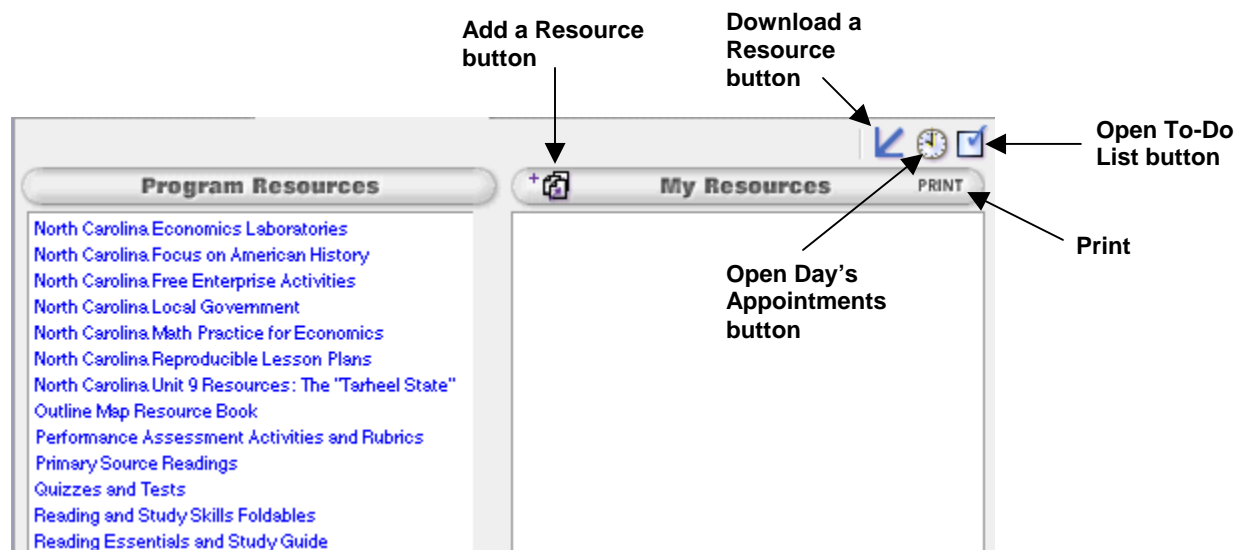 Add a Resource
button
Download a
Resource
button
Open To-Do
List button
Program Resources
My Resources
PRINT
Print
Open Day’s
Appointments
button
North Carolina Economics Laboratories
North Carolina Focus on American History
North Carolina Free Enterprise Activities
North Carolina Local Government
North Carolina Math Practice for Economics
North Carolina Reproducible Lesson Plans
North Carolina Unit 9 Resources: The "Tarheel State"
Outline Map Resource Book
Performance Assessment Activities and Rubrics
Primary Source Readings
Quizzes and Tests
Reading and Study Skills Foldables
Reading Essentials and Study Guide